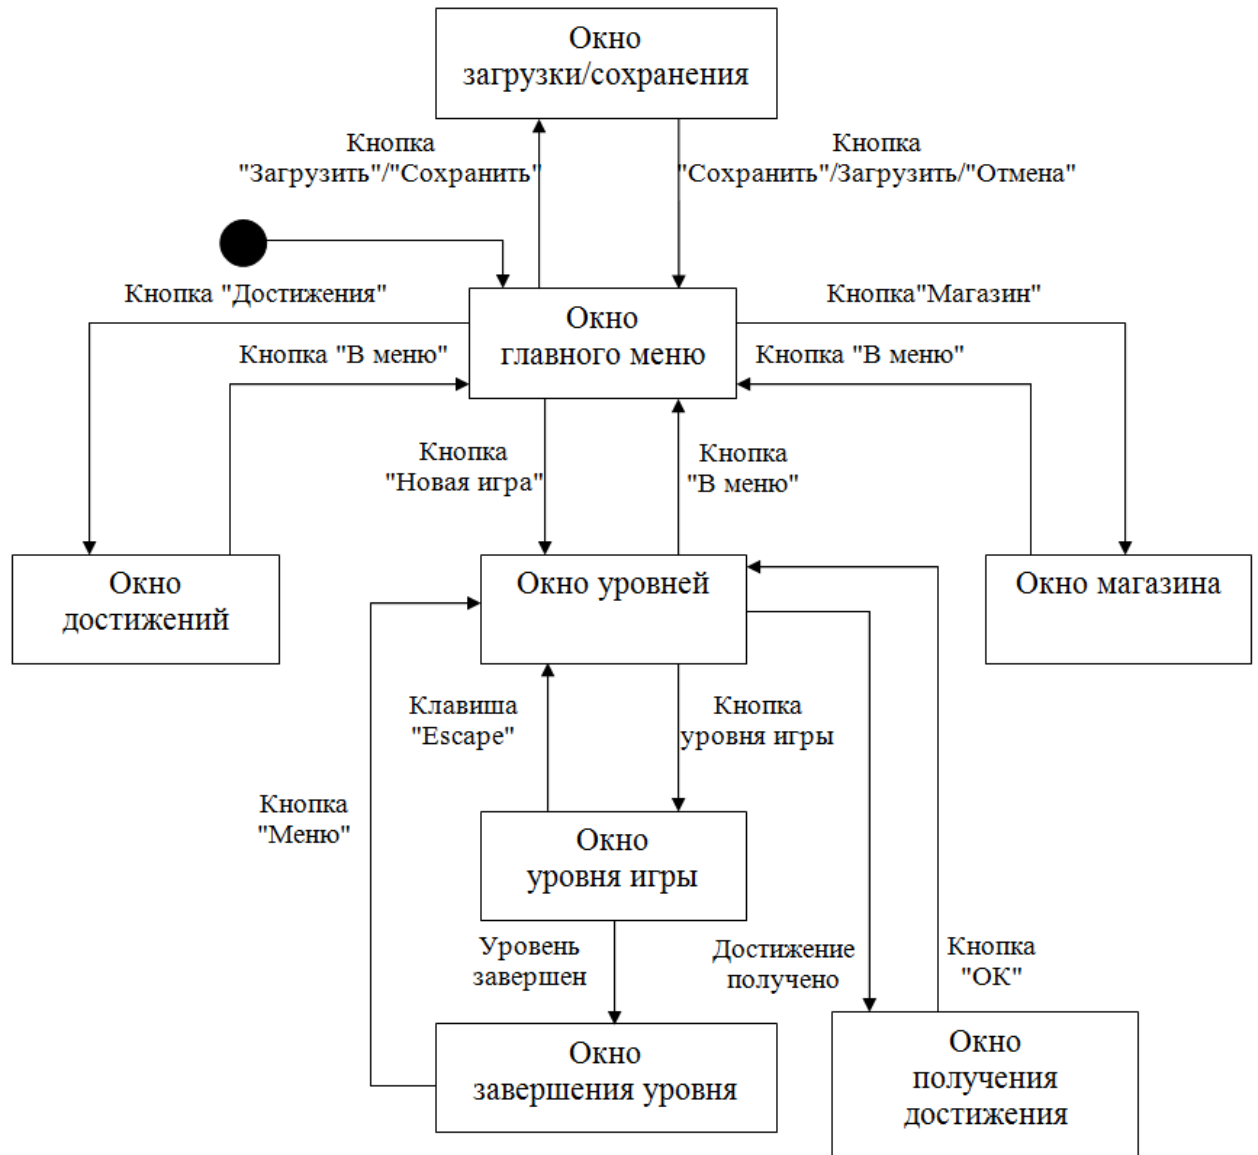 Окно
загрузки/сохранения
Кнопка
"Загрузить"/"Сохранить"
Кнопка
"Сохранить"/Загрузить/"Отмена"
Кнопка "Достижения"
Окно
главного меню
Кнопка"Магазин"
Кнопка "В меню"
Кнопка "В меню"
Кнопка
"Новая игра"
Кнопка
"В меню"
Окно
достижений
Окно уровней
Окно магазина
Клавиша
"Escape"
Кнопка
уровня игры
Кнопка
"Меню"
Окно
уровня игры
Уровень
завершен
Достижение
получено
Кнопка
"ОК"
Окно
завершения уровня
Окно
получения
достижения